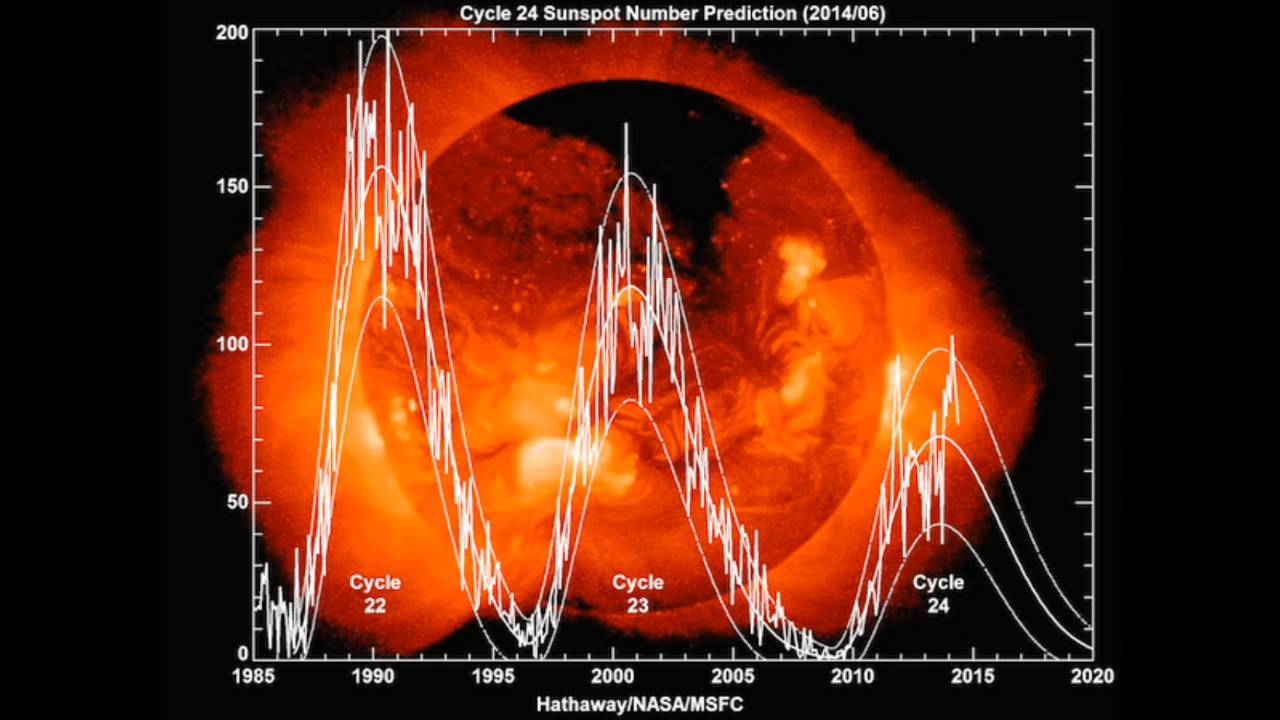 Cycle 24 Sunspot Number Prediction (2014/06)
200
150
100
50
0
Cycle
22
Cycle
23
Cycle
24
1985 1990 1995 2000 2005 2010 2015 2020
Hathaway/NASA/MSFC